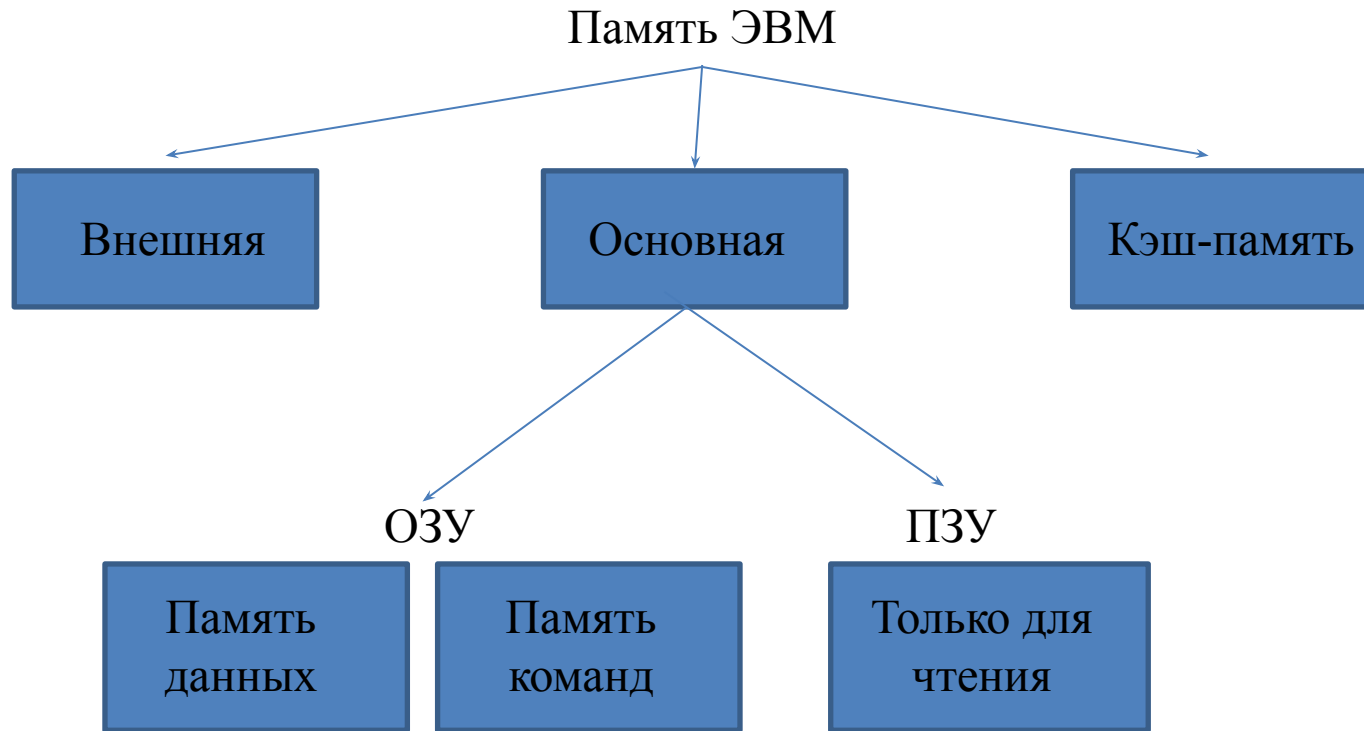 Память ЭВМ
Внешняя
Основная
Кэш-память
ОЗУ
ПЗУ
Память
данных
Память
команд
Только для
чтения